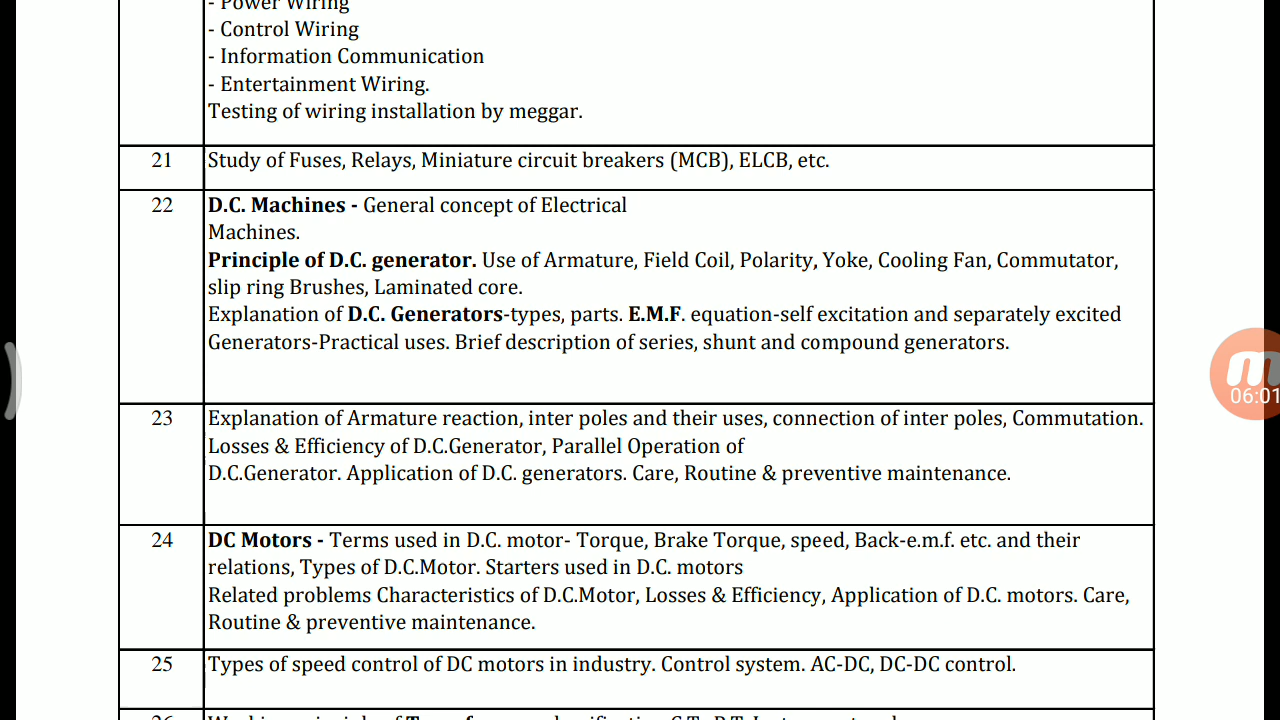 - Power Wiring
- Control Wiring
- Information Communication
- Entertainment Wiring.
Testing of wiring installation by meggar.
21 Study of Fuses, Relays, Miniature circuit breakers (MCB), ELCB, etc.
22 D.C. Machines - General concept of Electrical
Machines.
Principle of D.C. generator. Use of Armature, Field Coil, Polarity, Yoke, Cooling Fan, Commutator,
slip ring Brushes, Laminated core.
Explanation of D.C. Generators-types, parts. E.M.F. equation-self excitation and separately excited
Generators-Practical uses. Brief description of series, shunt and compound generators.
23 Explanation of Armature reaction, inter poles and their uses, connection of inter poles, Commutation.
Losses & Efficiency of D.C.Generator, Parallel Operation of
D.C.Generator. Application of D.C. generators. Care, Routine & preventive maintenance.
24 DC Motors - Terms used in D.C. motor- Torque, Brake Torque, speed, Back-e.m.f. etc. and their
relations, Types of D.C.Motor. Starters used in D.C. motors
Related problems Characteristics of D.C.Motor, Losses & Efficiency, Application of D.C. motors. Care,
Routine & preventive maintenance.
25 Types of speed control of DC motors in industry. Control system. AC-DC, DC-DC control.
06:01